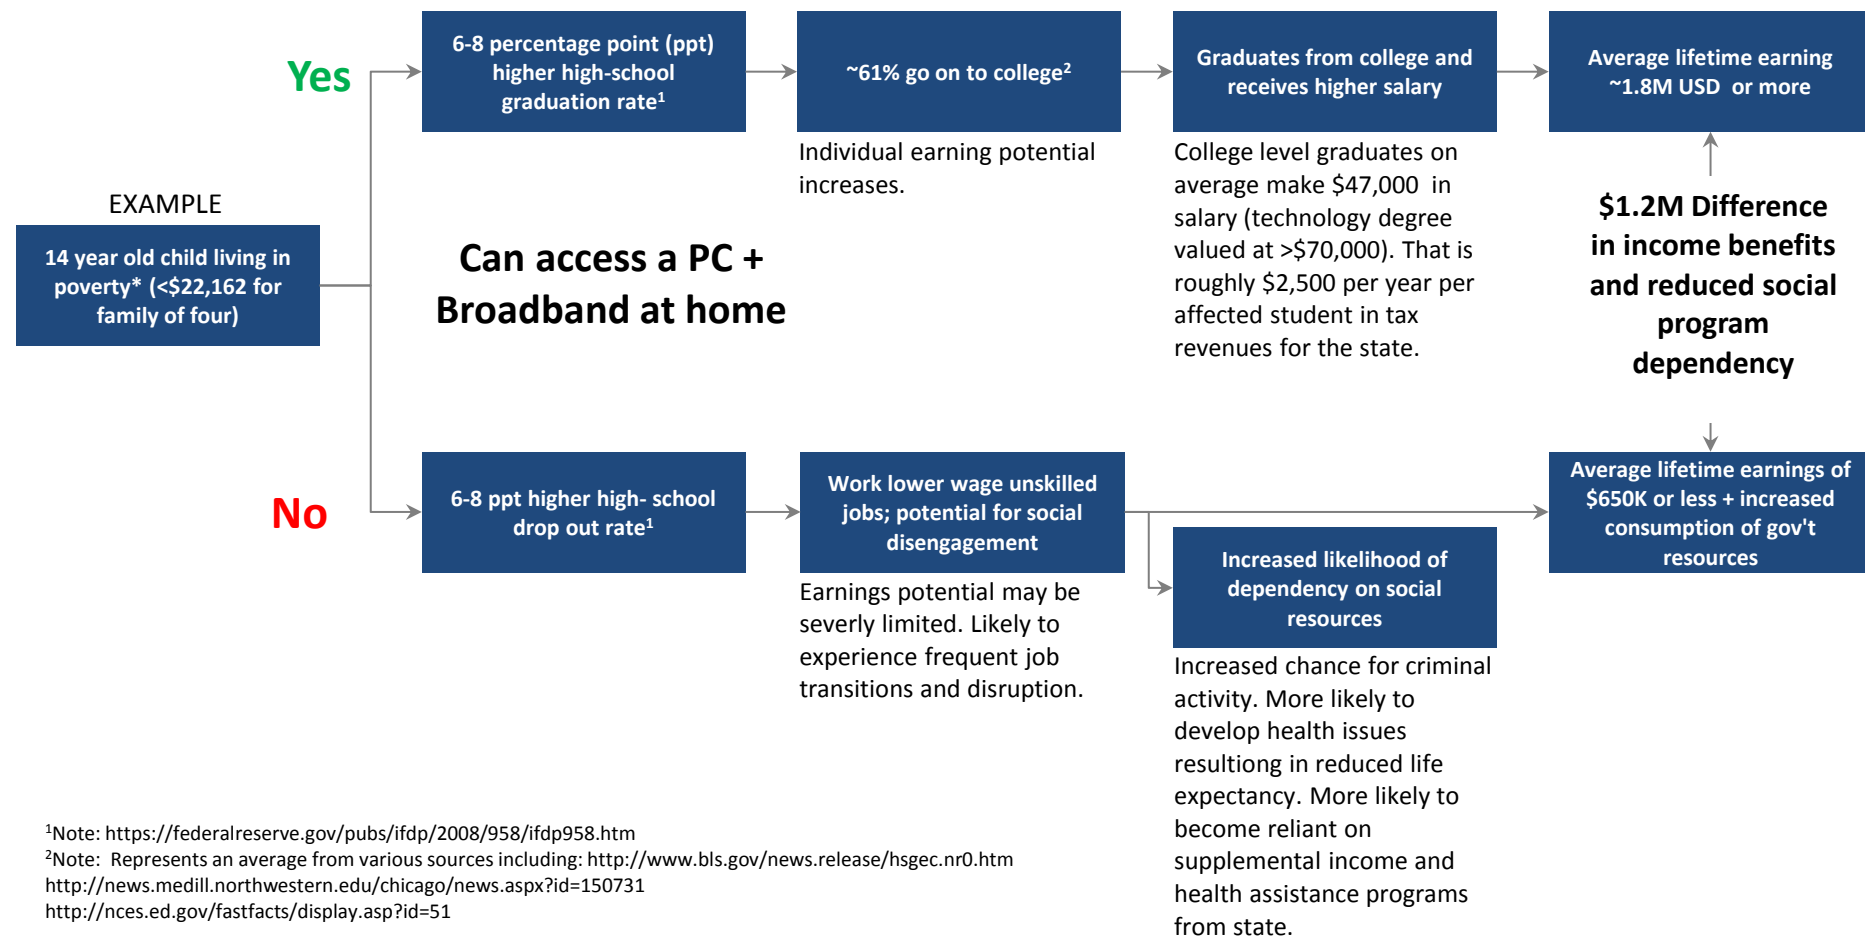 Yes
6-8 percentage point (ppt)
higher high-school
graduation rate¹
~61% go on to college²
Individual earning potential
increases.
Graduates from college and
receives higher salary
College level graduates on
average make $47,000 in
salary (technology degree
valued at >$70,000). That is
roughly $2,500 per year per
affected student in tax
revenues for the state.
Average lifetime earning
~1.8M USD or more
EXAMPLE
14 year old child living in
poverty* (<$22,162 for
family of four)
Can access a PC +
Broadband at home
$1.2M Difference
in income benefits
and reduced social
program
dependency
No
6-8 ppt higher high- school
drop out rate¹
Work lower wage unskilled
jobs; potential for social
disengagement
Earnings potential may be
severly limited. Likely to
experience frequent job
transitions and disruption.
Increased likelihood of
dependency on social
resources
Increased chance for criminal
activity. More likely to
develop health issues
resultiong in reduced life
expectancy. More likely to
become reliant on
supplemental income and
health assistance programs
from state.
Average lifetime earnings of
$650K or less + increased
consumption of gov't
resources
¹Note: https://federalreserve.gov/pubs/ifdp/2008/958/ifdp958.htm
²Note: Represents an average from various sources including: http://www.bls.gov/news.release/hsgec.nr0.htm
http://news.medill.northwestern.edu/chicago/news.aspx?id=150731
http://nces.ed.gov/fastfacts/display.asp?id=51